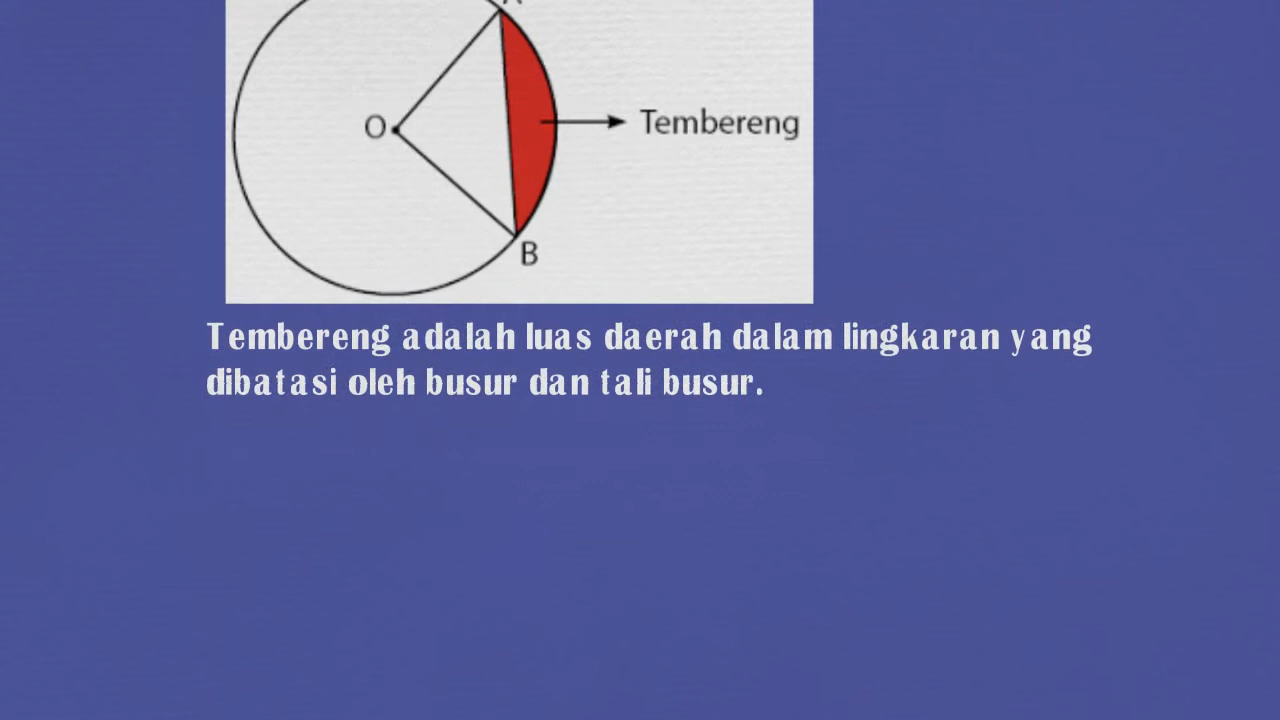 O
Tembereng
B
Tembereng adalah luas daerah dalam lingkaran yang
dibatasi oleh busur dan tali busur.